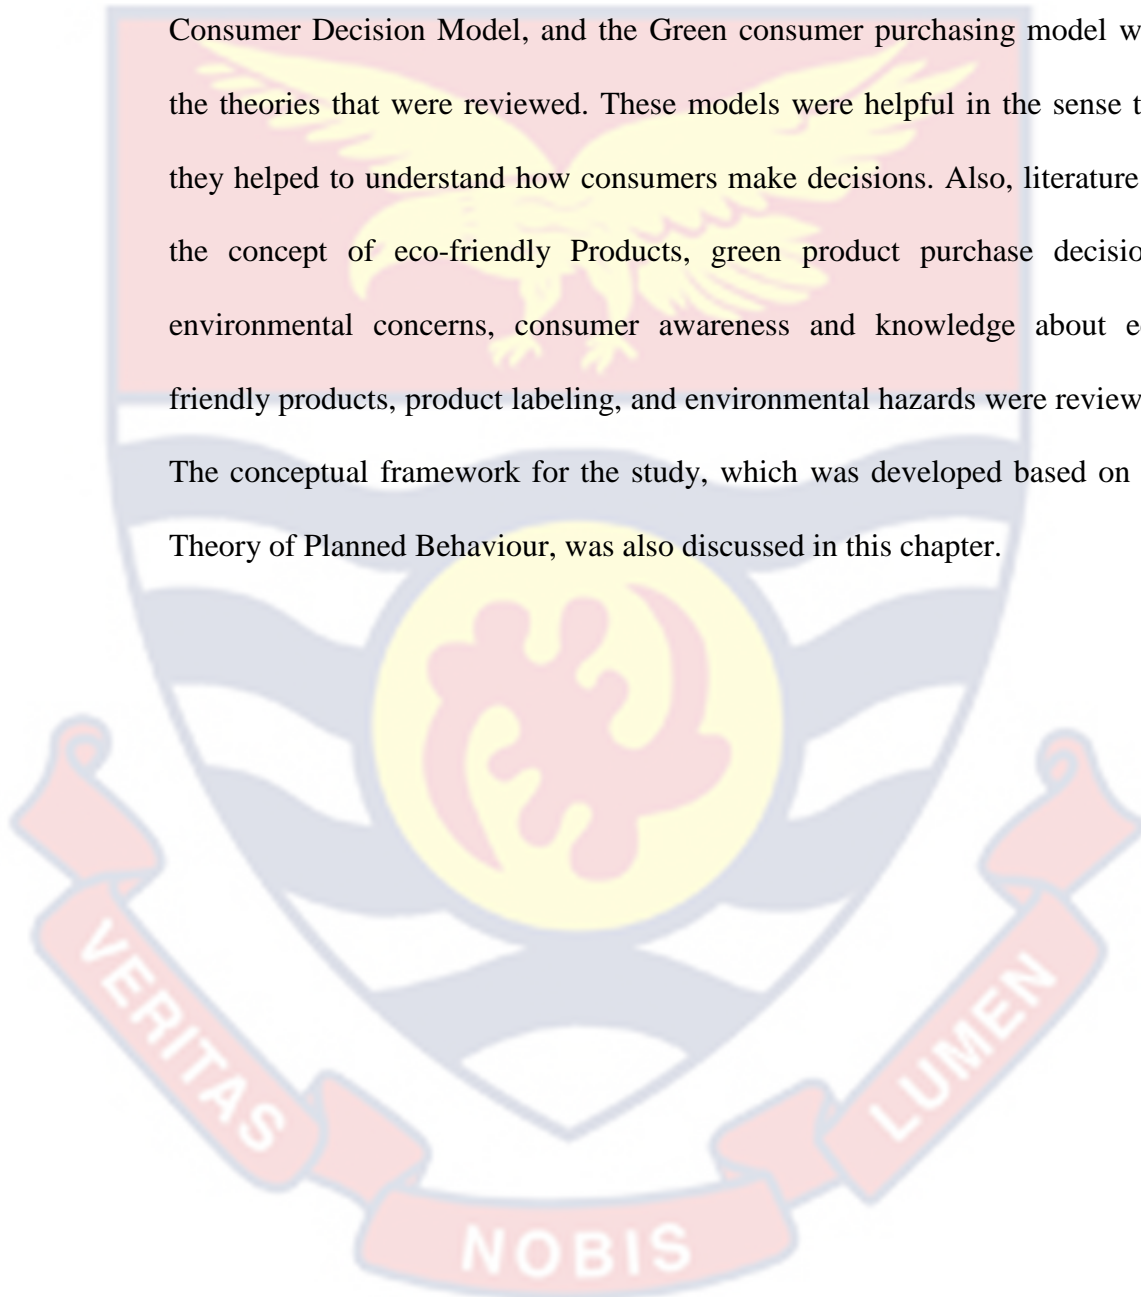 Consumer Decision Model, and the Green consumer purchasing model w
the theories that were reviewed. These models were helpful in the sense t
they helped to understand how consumers make decisions. Also, literature
the concept of eco-friendly Products, green product purchase decisio
environmental concerns, consumer awareness and knowledge about e
friendly products, product labeling, and environmental hazards were review
The conceptual framework for the study, which was developed based on
Theory of Planned Behaviour, was also discussed in this chapter.
VERITAS
NOBIS
LUMEN